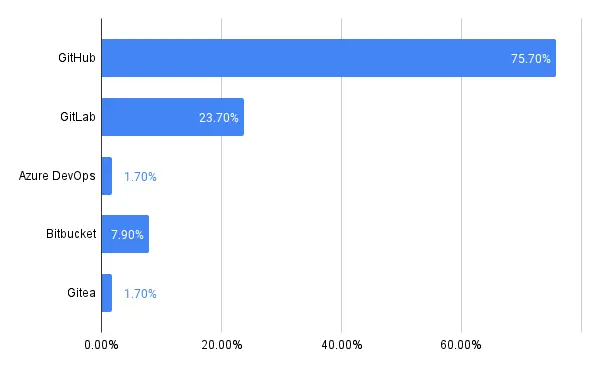 GitHub
75.70%
GitLab
23.70%
Azure DevOps
1.70%
Bitbucket
7.90%
Gitea
1.70%
0.00%
20.00%
40.00%
60.00%